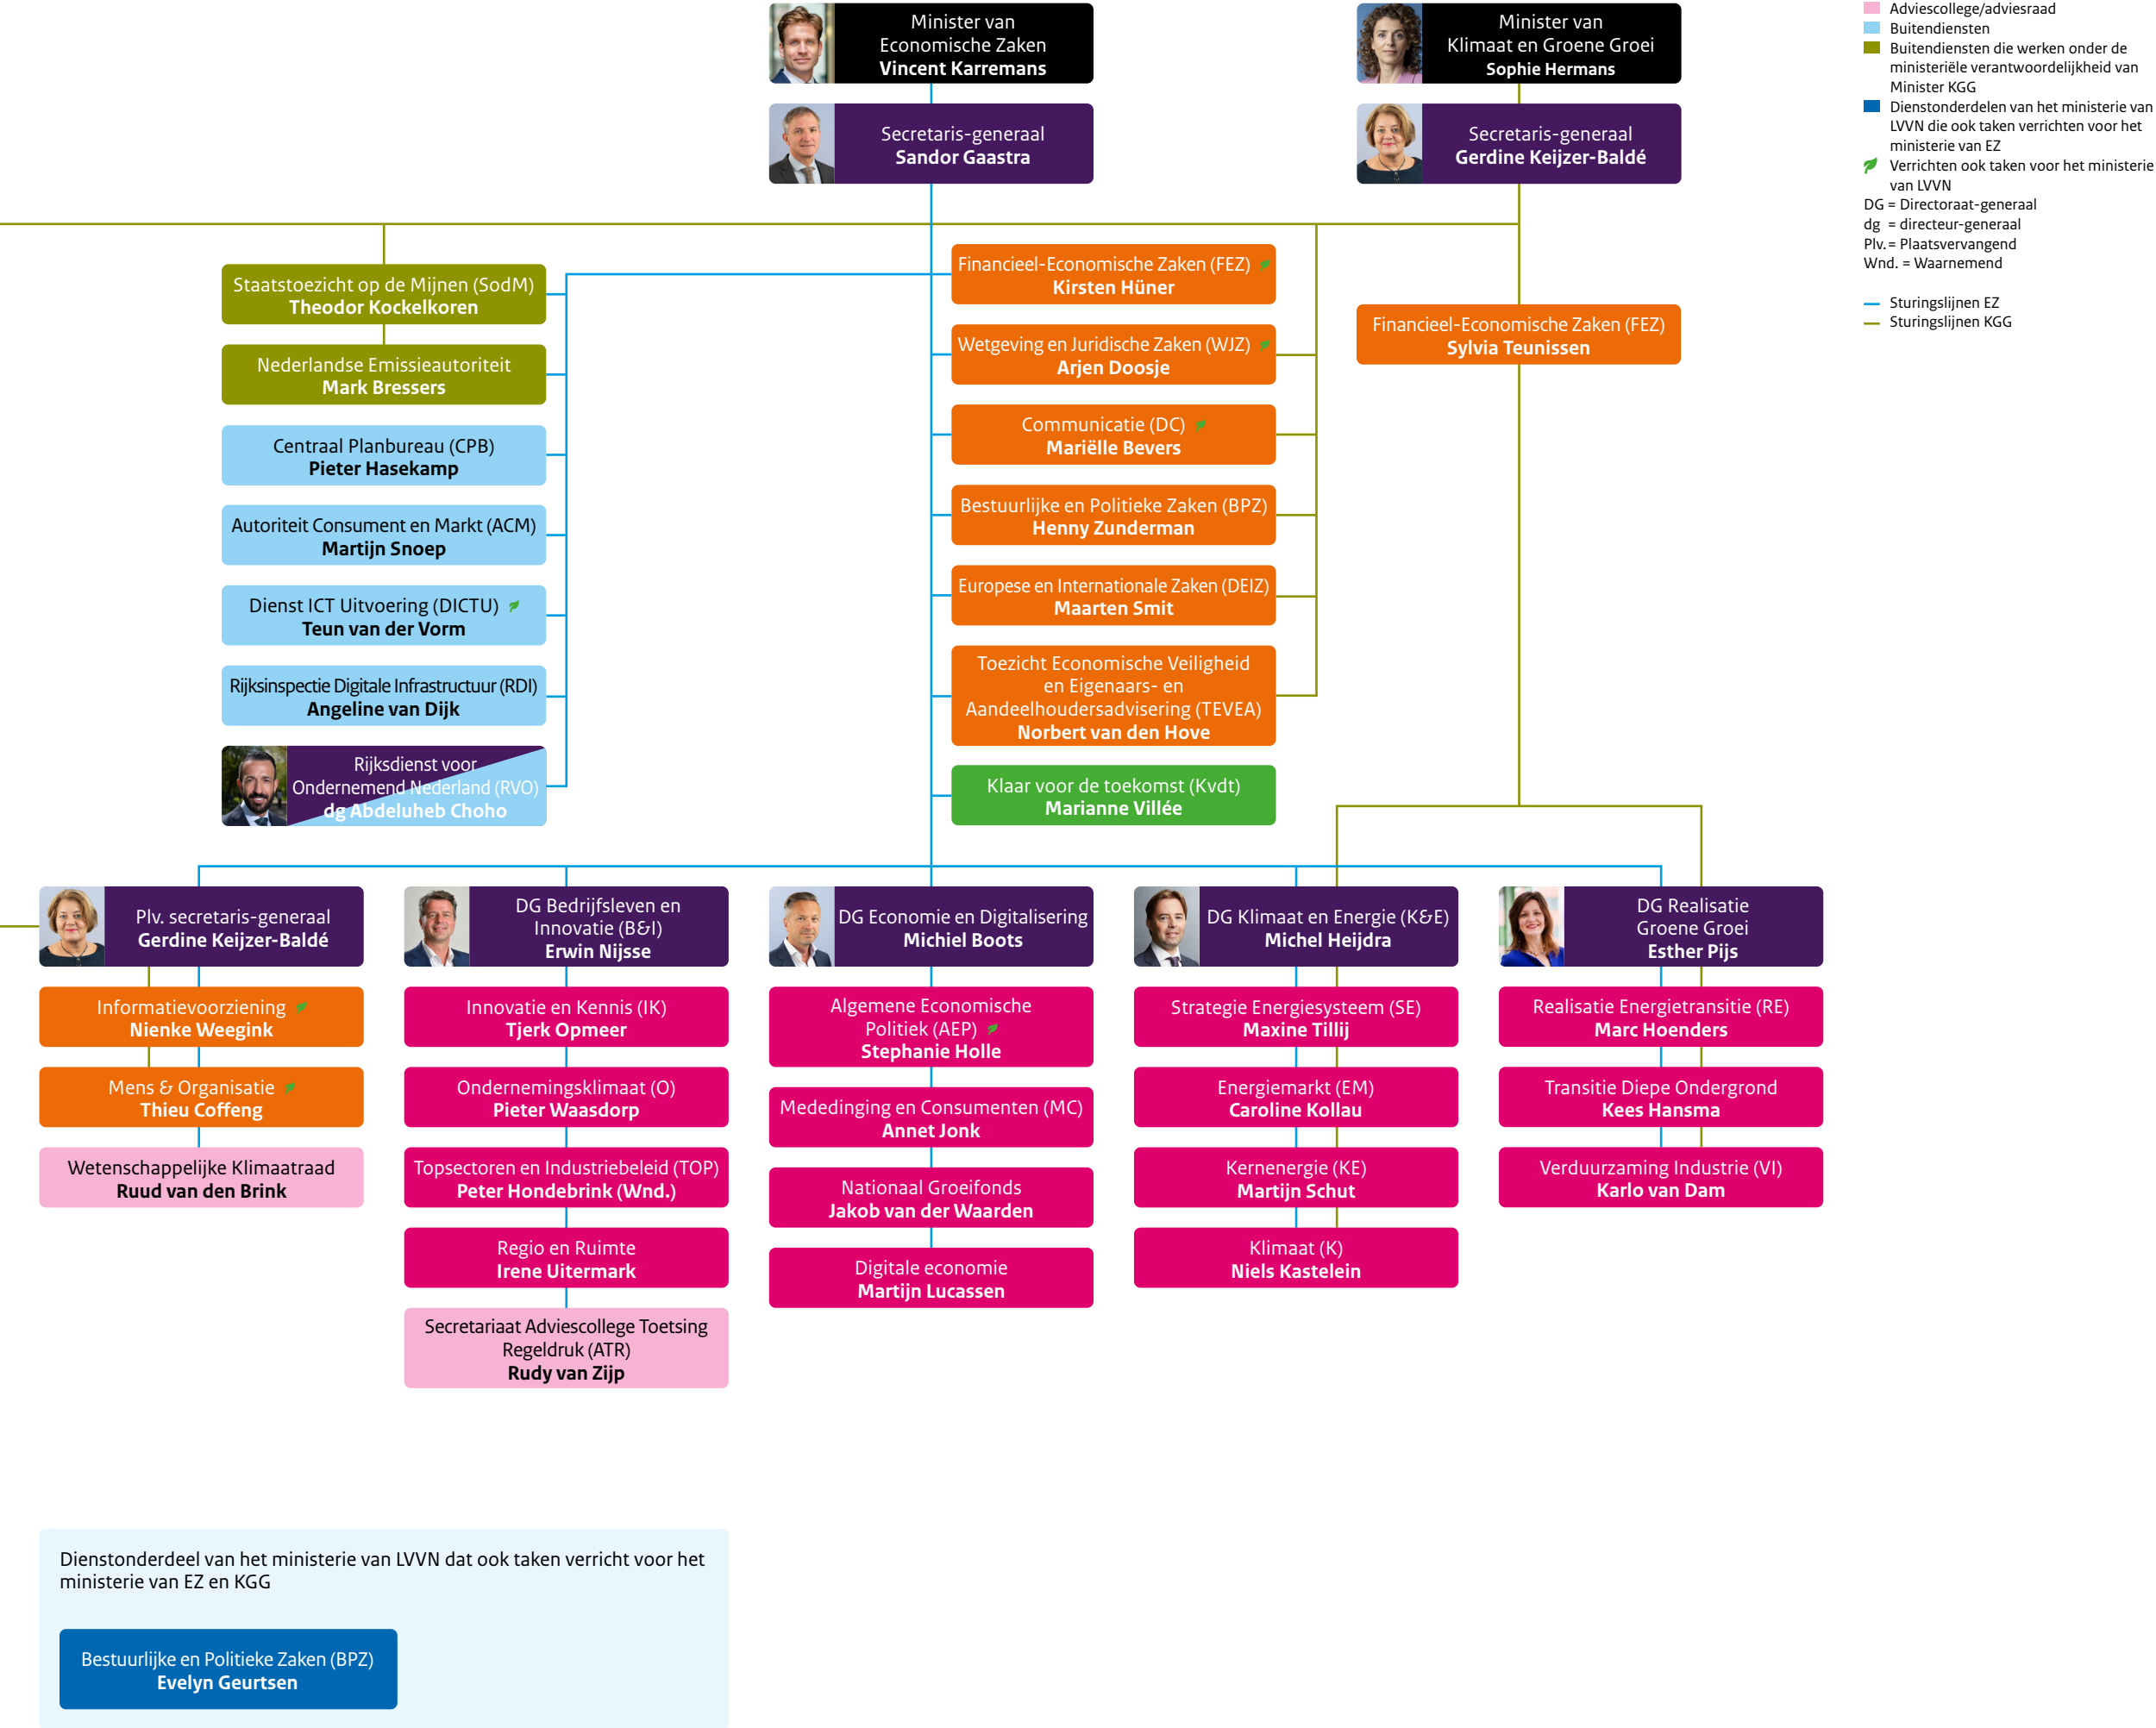 Minister van
Economische Zaken
Vincent Karremans
Minister van
Klimaat en Groene Groei
Sophie Hermans
Adviescollege/adviesraad
Buitendiensten
Buitendiensten die werken onder de
ministeriële verantwoordelijkheid van
Minister KGG
Dienstonderdelen van het ministerie van
LVVN die ook taken verrichten voor het
ministerie van EZ
Verrichten ook taken voor het ministerie
van LVVN
DG = Directoraat-generaal
dg = directeur-generaal
Plv. = Plaatsvervangend
Wnd. = Waarnemend
Sturingslijnen EZ
Sturingslijnen KGG
Secretaris-generaal
Sandor Gaastra
Secretaris-generaal
Gerdine Keijzer-Baldé
Staatstoezicht op de Mijnen (SodM)
Theodor Kockelkoren
Nederlandse Emissieautoriteit
Mark Bressers
Centraal Planbureau (CPB)
Pieter Hasekamp
Autoriteit Consument en Markt (ACM)
Martijn Snoep
Dienst ICT Uitvoering (DICTU)
Teun van der Vorm
Rijksinspectie Digitale Infrastructuur (RDI)
Angeline van Dijk
Rijksdienst voor
Ondernemend Nederland (RVO)
dg Abdeluheb Choho
Financieel-Economische Zaken (FEZ)
Kirsten Hüner
Wetgeving en Juridische Zaken (WJZ)
Arjen Doosje
Communicatie (DC)
Mariëlle Bevers
Bestuurlijke en Politieke Zaken (BPZ)
Henny Zunderman
Europese en Internationale Zaken (DEIZ)
Maarten Smit
Toezicht Economische Veiligheid
en Eigenaars- en
Aandeelhoudersadvisering (TEVEA)
Norbert van den Hove
Klaar voor de toekomst (Kvdt)
Marianne Villée
Financieel-Economische Zaken (FEZ)
Sylvia Teunissen
Plv. secretaris-generaal
Gerdine Keijzer-Baldé
Informatievoorziening
Nienke Weegink
Mens & Organisatie
Thieu Coffeng
Wetenschappelijke Klimaatraad
Ruud van den Brink
DG Bedrijfsleven en
Innovatie (B&I)
Erwin Nijsse
Innovatie en Kennis (IK)
Tjerk Opmeer
Ondernemingsklimaat (O)
Pieter Waasdorp
Topsectoren en Industriebeleid (TOP)
Peter Hondebrink (Wnd.)
Regio en Ruimte
Irene Uitermark
Secretariaat Adviescollege Toetsing
Regeldruk (ATR)
Rudy van Zijp
DG Economie en Digitalisering
Michiel Boots
Algemene Economische
Politiek (AEP)
Stephanie Holle
Mededinging en Consumenten (MC)
Annet Jonk
Nationaal Groeifonds
Jakob van der Waarden
Digitale economie
Martijn Lucassen
DG Klimaat en Energie (K&E)
Michel Heijdra
Strategie Energiesysteem (SE)
Maxine Tillij
Energiemarkt (EM)
Caroline Kollau
Kernenergie (KE)
Martijn Schut
Klimaat (K)
Niels Kastelein
DG Realisatie
Groene Groei
Esther Pijs
Realisatie Energietransitie (RE)
Marc Hoenders
Transitie Diepe Ondergrond
Kees Hansma
Verduurzaming Industrie (VI)
Karlo van Dam
Dienstonderdeel van het ministerie van LVVN dat ook taken verricht voor het
ministerie van EZ en KGG
Bestuurlijke en Politieke Zaken (BPZ)
Evelyn Geurtsen